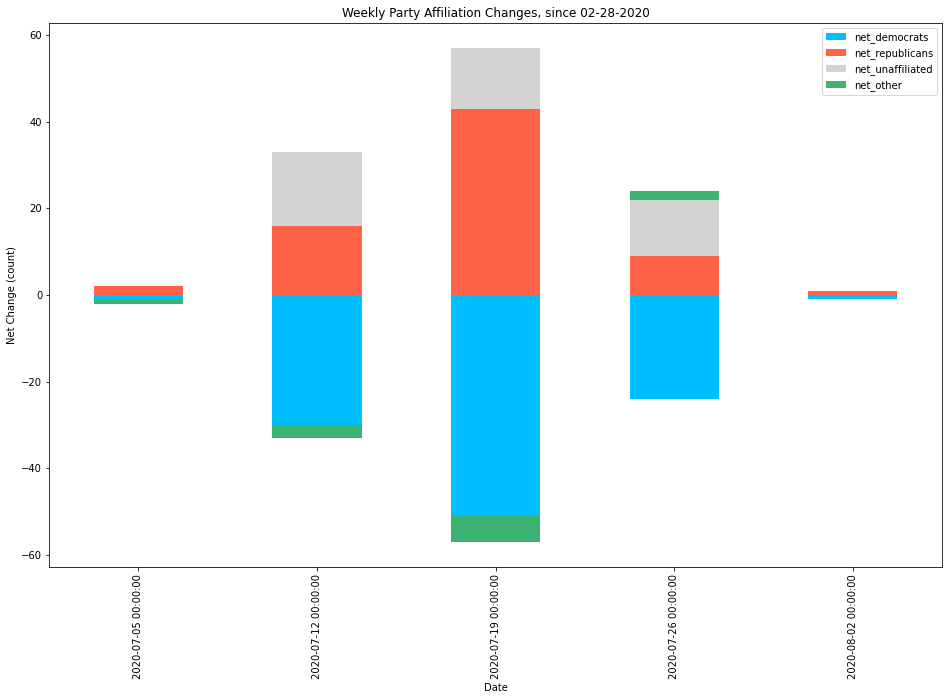 Weekly Party Affiliation Changes, since 02-28-2020
net_democrats
net_republicans
net_unaffiliated
net_other
Net Change (count)
60
40
20
0
−20
−40
−60
2020-07-05 00:00:00
2020-07-12 00:00:00
2020-07-19 00:00:00
2020-07-26 00:00:00
2020-08-02 00:00:00
Date